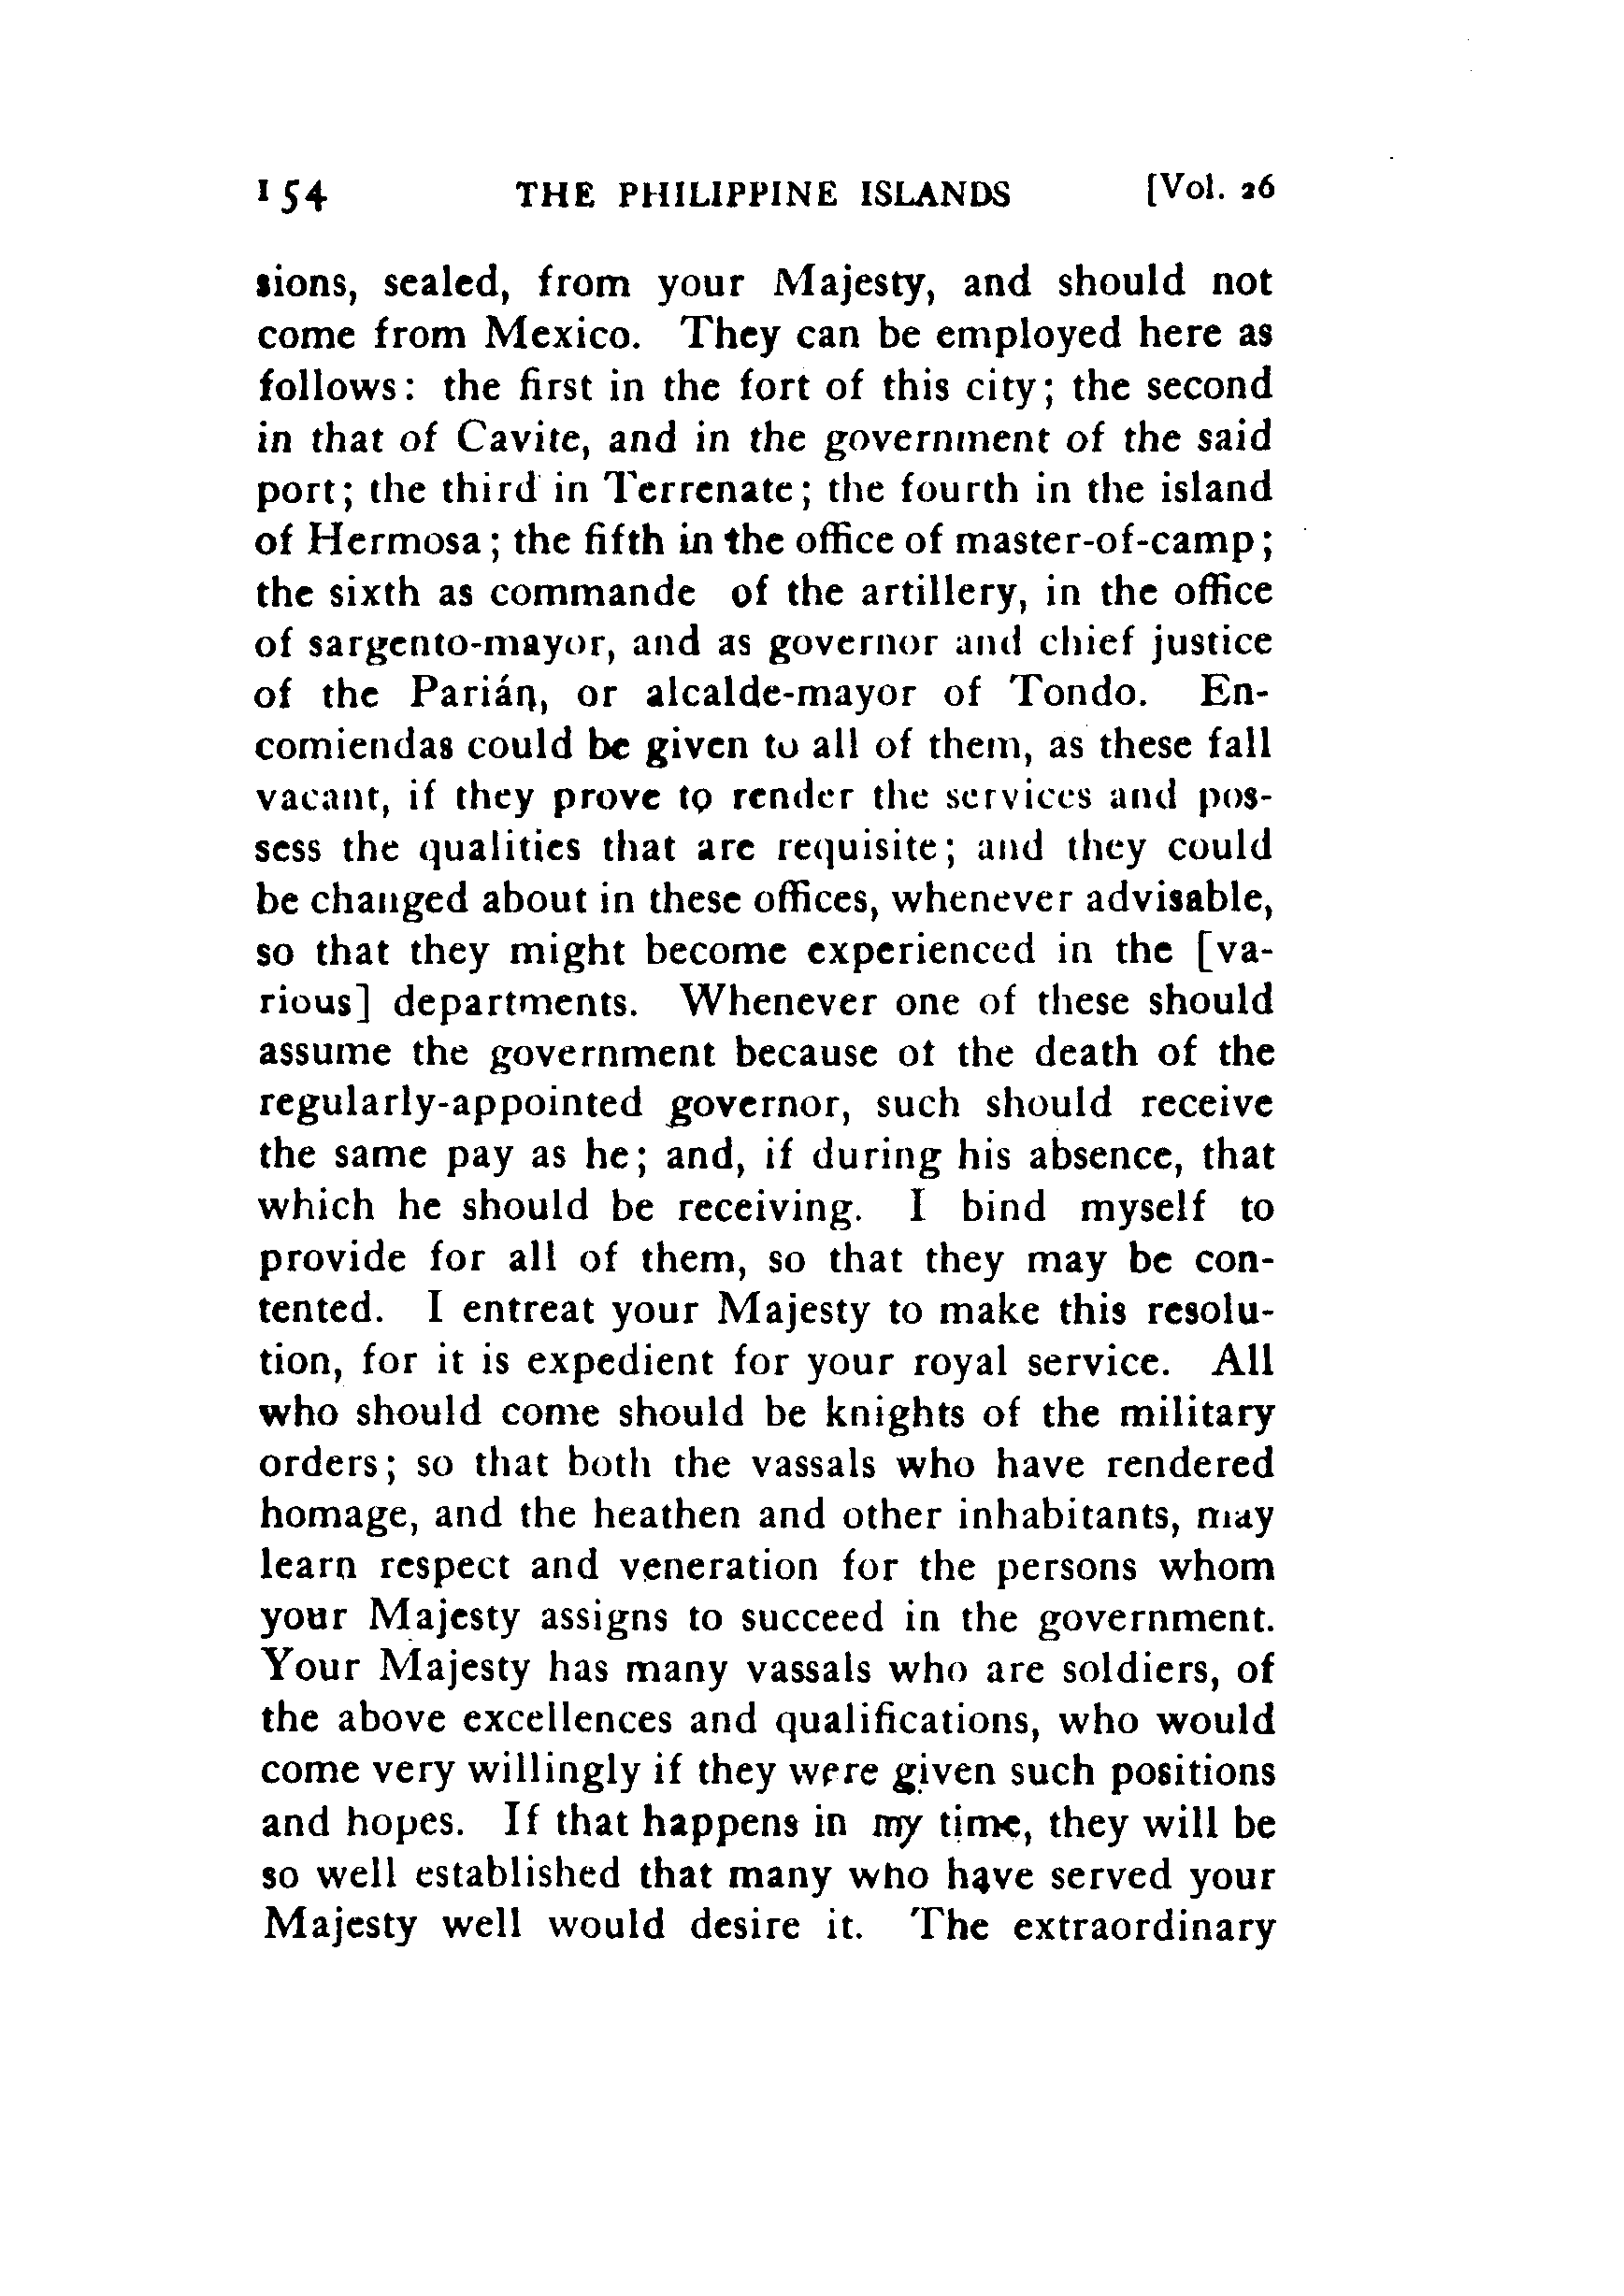 154 THE PHILIPPINE ISLANDS [Vol. 26
sions, sealed, from your Majesty, and should not
come from Mexico. They can be employed here as
follows: the first in the fort of this city; the second
in that of Cavite, and in the government of the said
port; the third in Terrenate; the fourth in the island
of Hermosa; the fifth in the office of master-of-camp;
the sixth as commande of the artillery, in the office
of sargento-mayor, and as governor and chief justice
of the Parián, or alcalde-mayor of Tondo. En-
comiendas could be given to all of them, as these fall
vacant, if they prove to render the services and pos-
sess the qualities that are requisite; and they could
be changed about in these offices, whenever advisable,
so that they might become experienced in the [va-
rious] departments. Whenever one of these should
assume the government because of the death of the
regularly-appointed governor, such should receive
the same pay as he; and, if during his absence, that
which he should be receiving. I bind myself to
provide for all of them, so that they may be con-
tented. I entreat your Majesty to make this resolu-
tion, for it is expedient for your royal service. All
who should come should be knights of the military
orders; so that both the vassals who have rendered
homage, and the heathen and other inhabitants, may
learn respect and veneration for the persons whom
your Majesty assigns to succeed in the government.
Your Majesty has many vassals who are soldiers, of
the above excellences and qualifications, who would
come very willingly if they were given such positions
and hopes. If that happens in my time, they will be
so well established that many who have served your
Majesty well would desire it. The extraordinary